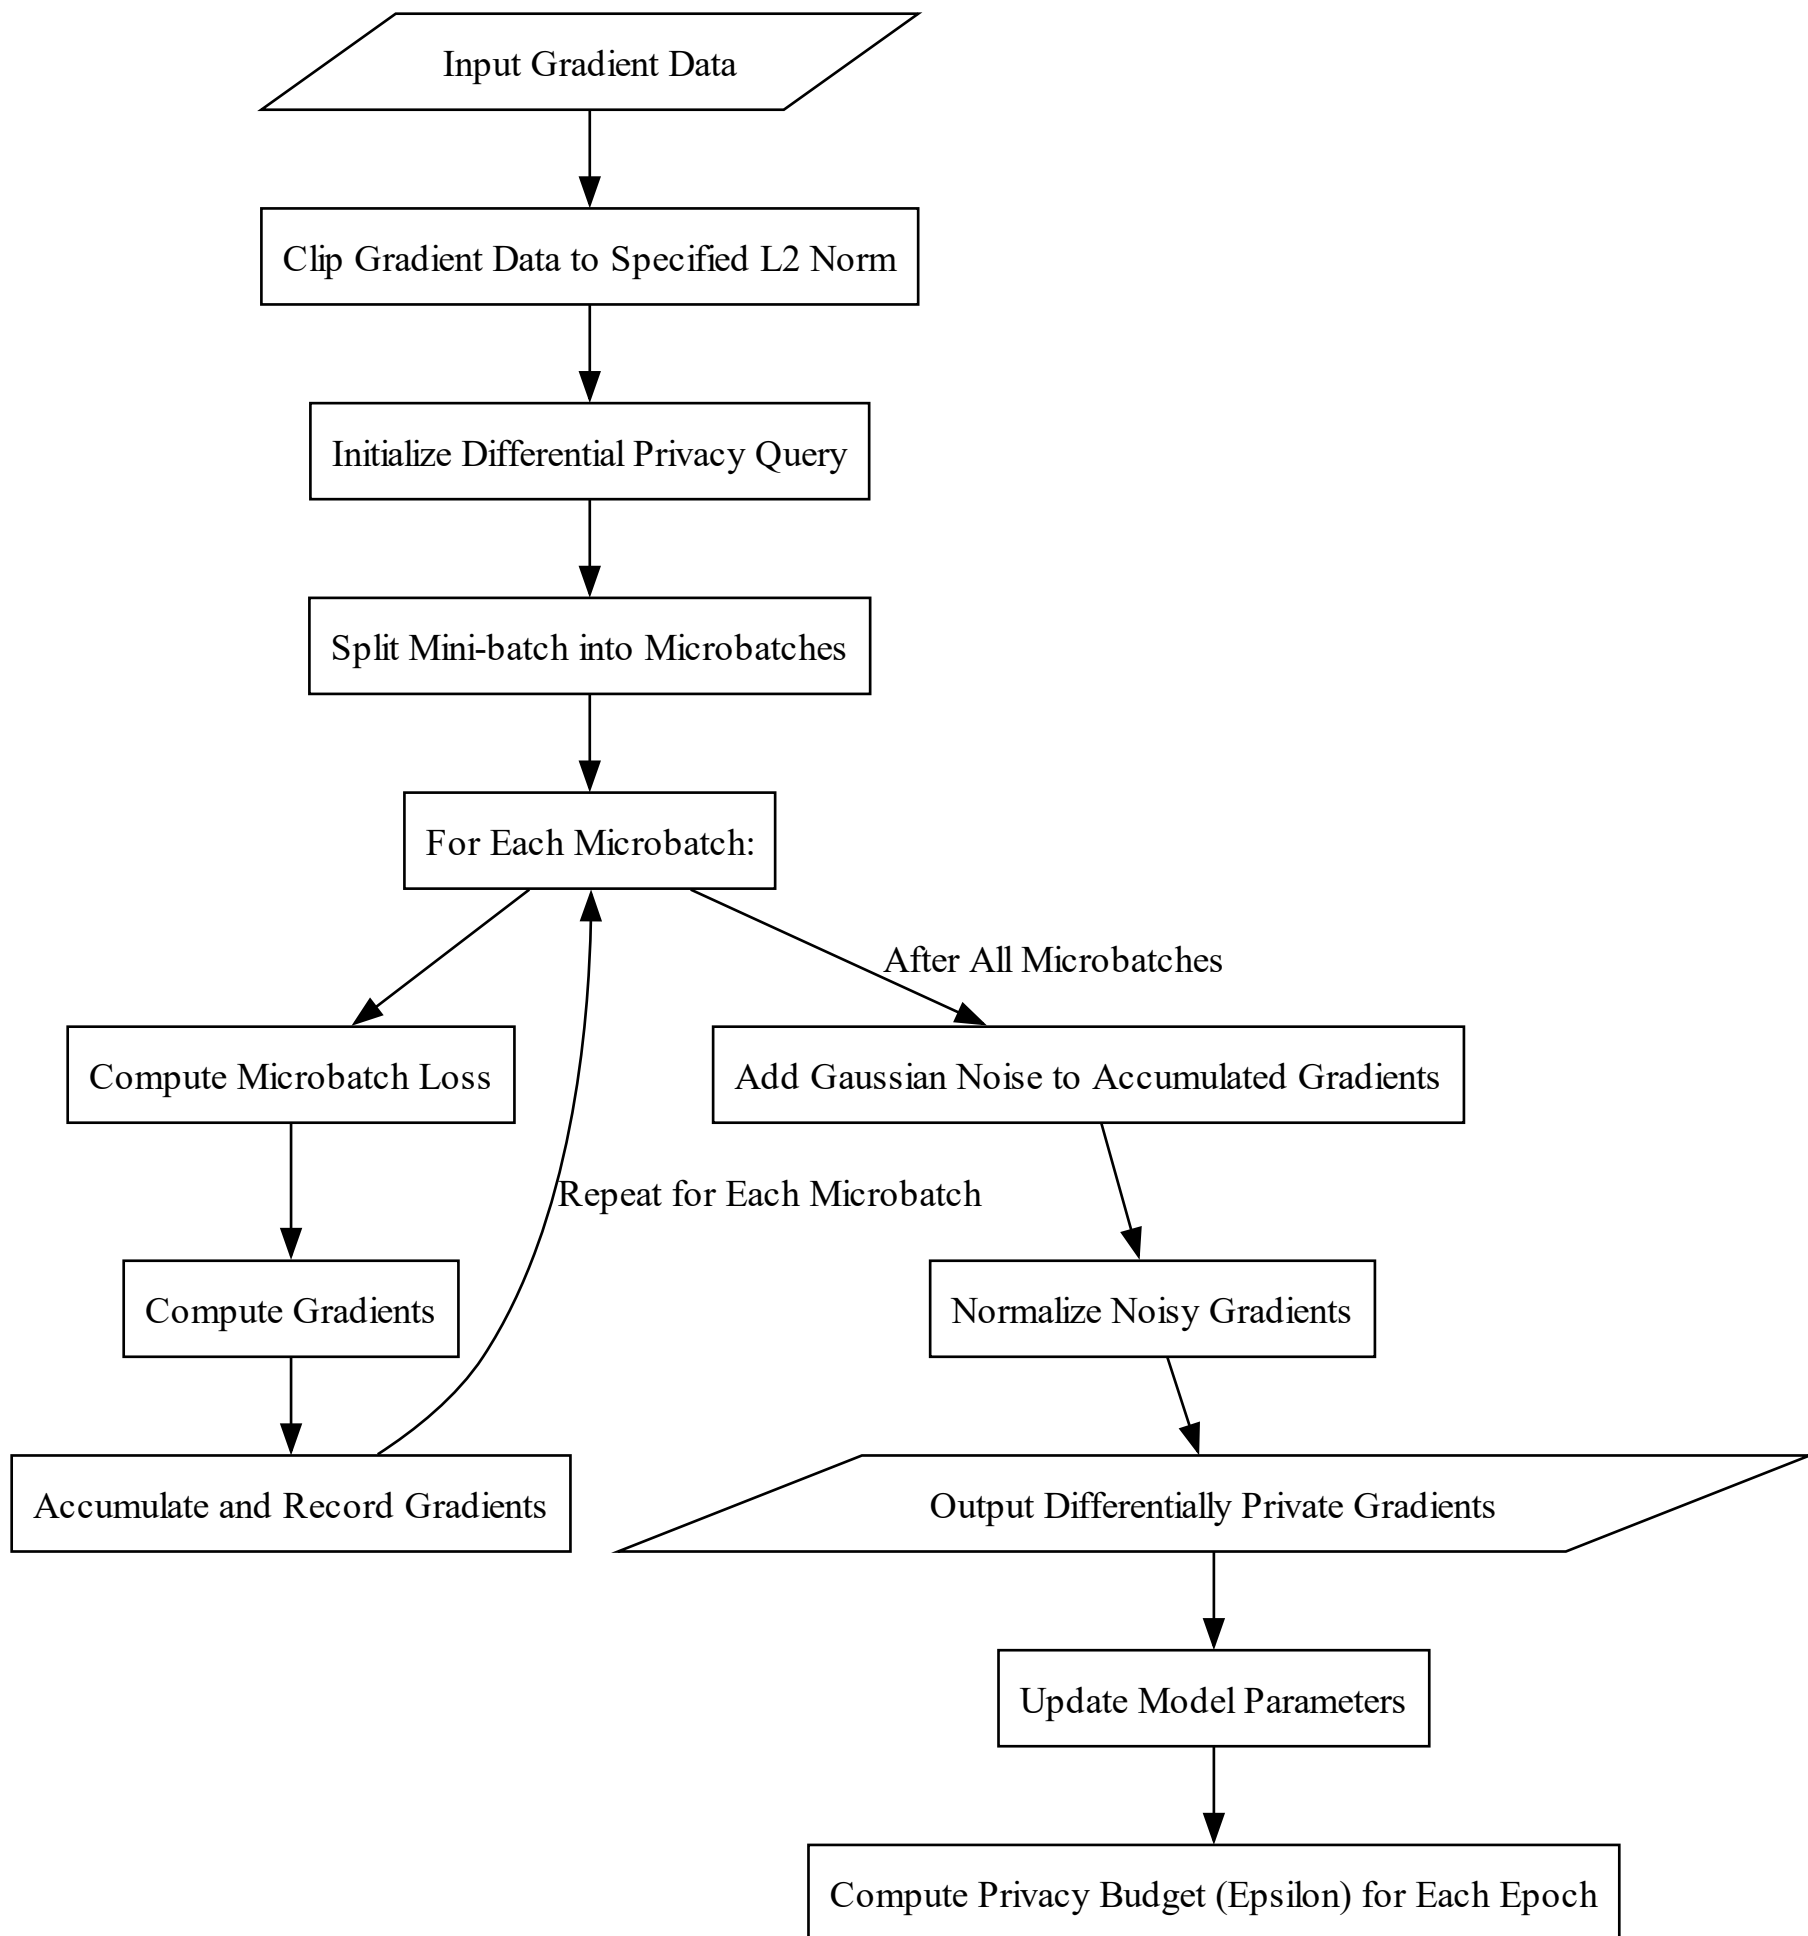 Input Gradient Data
Clip Gradient Data to Specified L2 Norm
Initialize Differential Privacy Query
Split Mini-batch into Microbatches
For Each Microbatch:
After All Microbatches
Compute Microbatch Loss
Add Gaussian Noise to Accumulated Gradients
Repeat for Each Microbatch
Compute Gradients
Normalize Noisy Gradients
Accumulate and Record Gradients
Output Differentially Private Gradients
Update Model Parameters
Compute Privacy Budget (Epsilon) for Each Epoch